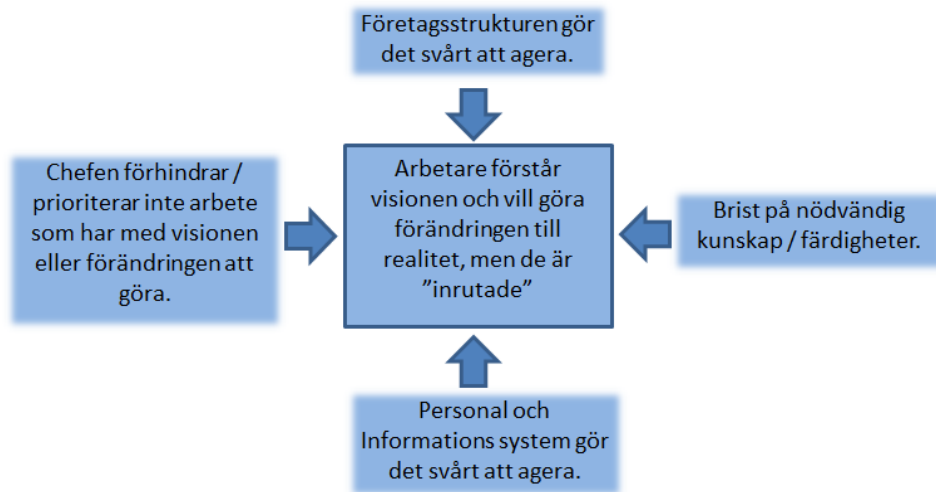 Företagsstrukturen gör
det svårt att agera.
Chefen förhindrar /
prioriterar inte arbete
som har med visionen
eller förändringen att
göra.
Arbetare förstår
visionen och vill göra
förändringen till
realitet, men de är
”inrutade”
Brist på nödvändig
kunskap / färdigheter.
Personal och
Informations system gör
det svårt att agera.